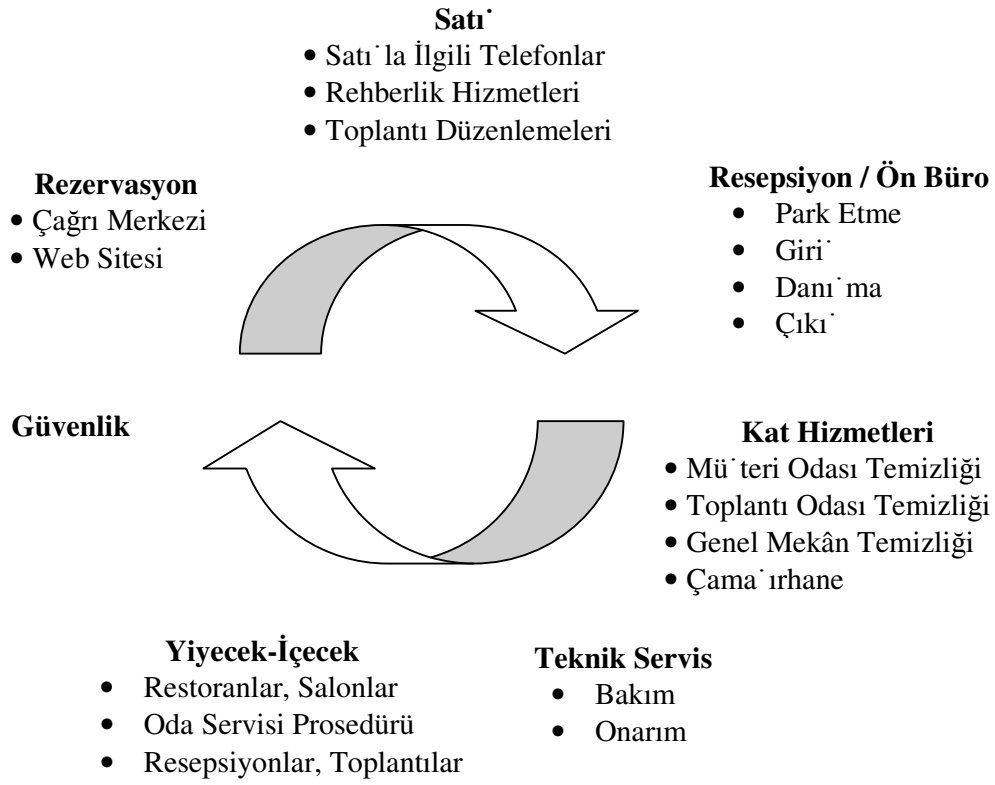 Satı˙
• Satı˙la İlgili Telefonlar
• Rehberlik Hizmetleri
• Toplantı Düzenlemeleri
Rezervasyon
• Çağrı Merkezi
• Web Sitesi
Resepsiyon / Ön Büro
• Park Etme
• Giri˙
• Danı˙ma
• Çıkı˙
Güvenlik
Kat Hizmetleri
• Mü˙teri Odası Temizliği
• Toplantı Odası Temizliği
• Genel Mekân Temizliği
• Çama˙ırhane
Yiyecek-İçecek
• Restoranlar, Salonlar
• Oda Servisi Prosedürü
• Resepsiyonlar, Toplantılar
Teknik Servis
• Bakım
• Onarım